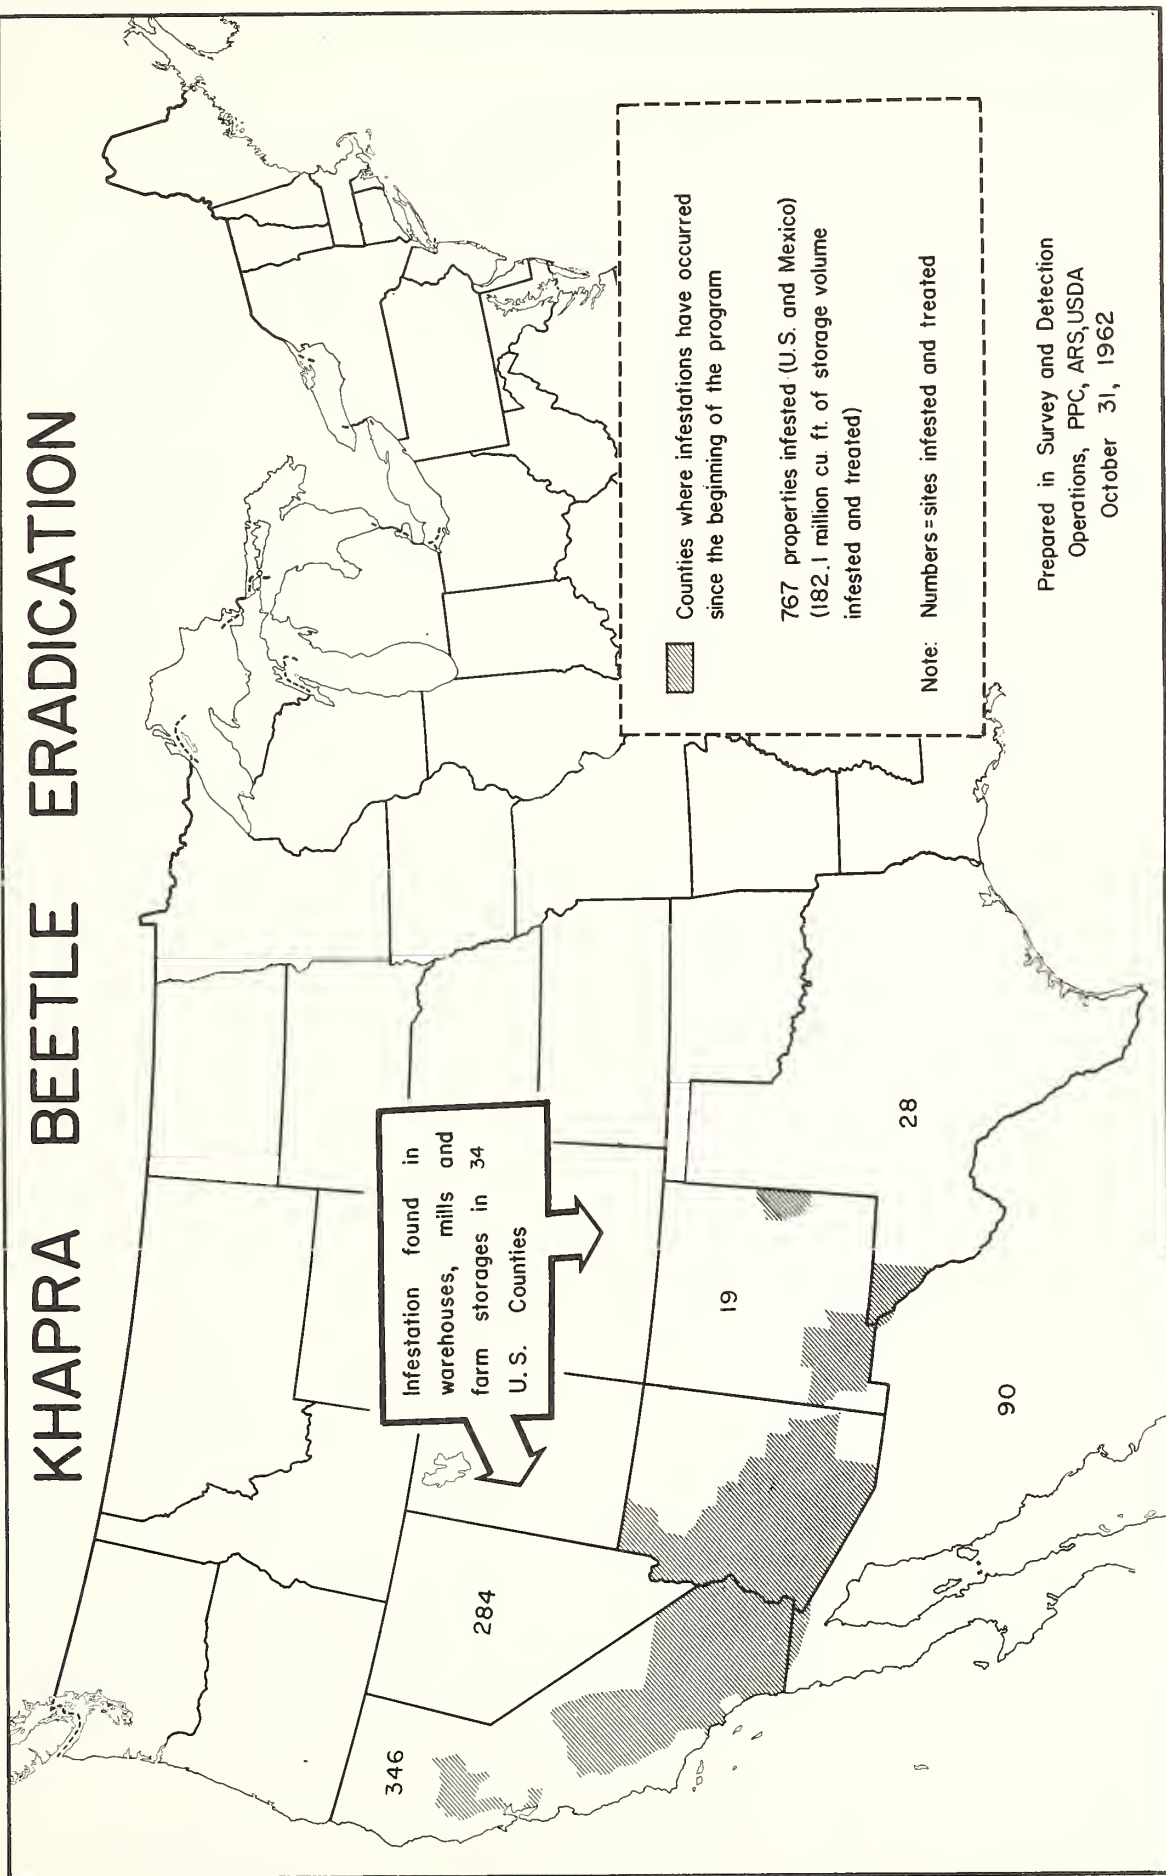 KHAPRA BEETLE ERADICATION
346
284
Infestation found in
warehouses, mills and
farm storages in 34
U.S. Counties
19
28
90
Counties where infestations have occurred
since the beginning of the program
767 properties infested (U.S. and Mexico)
(182.1 million cu. ft. of storage volume
infested and treated)
Note: Numbers = sites infested and treated
Prepared in Survey and Detection
Operations, PPC, ARS, USDA
October 31, 1962